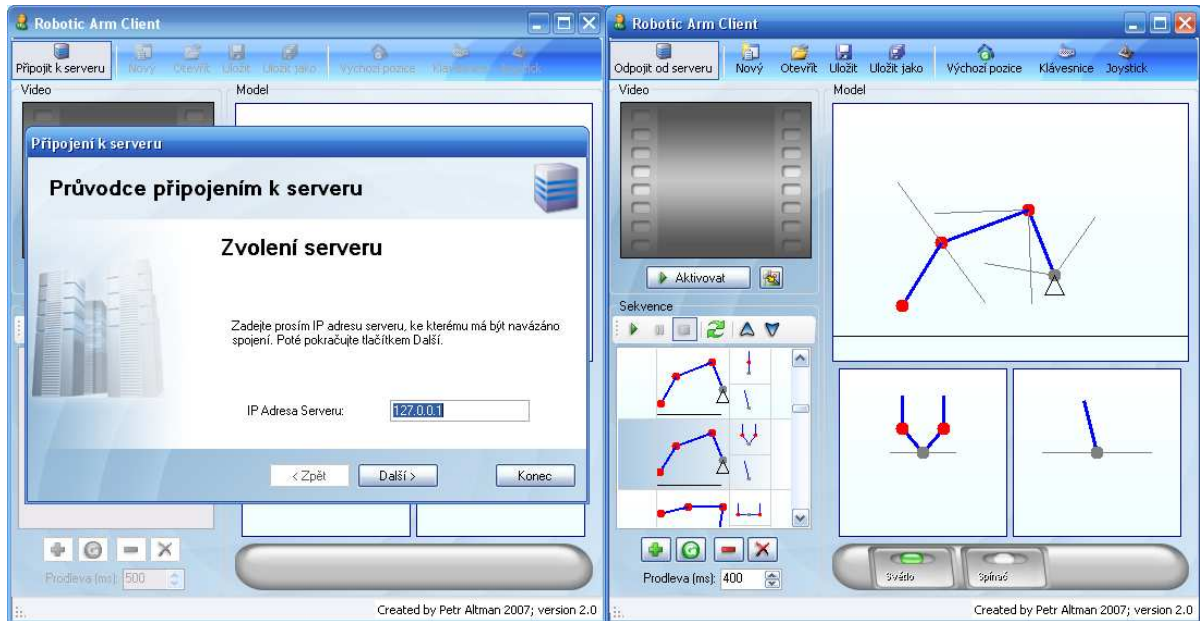 Robotic Arm Client
Připojit k serveru Nový Otevřít Uložit Uložit jako Výchozí pozice Klávesnice Joystick
Video Model
Připojení k serveru
Průvodce připojením k serveru
Zvolení serveru
Zadejte prosím IP adresu serveru, ke kterému má být navázáno
spojení. Poté pokračujte tlačítkem Další.
IP Adresa Serveru: 127.0.0.1
< Zpět Další > Konec
Prodleva (ms): 500
Created by Petr Altman 2007; version 2.0
Robotic Arm Client
Odpojit od serveru Nový Otevřít Uložit Uložit jako Výchozí pozice Klávesnice Joystick
Video Model
Aktivovat
Sekvence
Prodleva (ms): 400
Světlo Spínač
Created by Petr Altman 2007; version 2.0